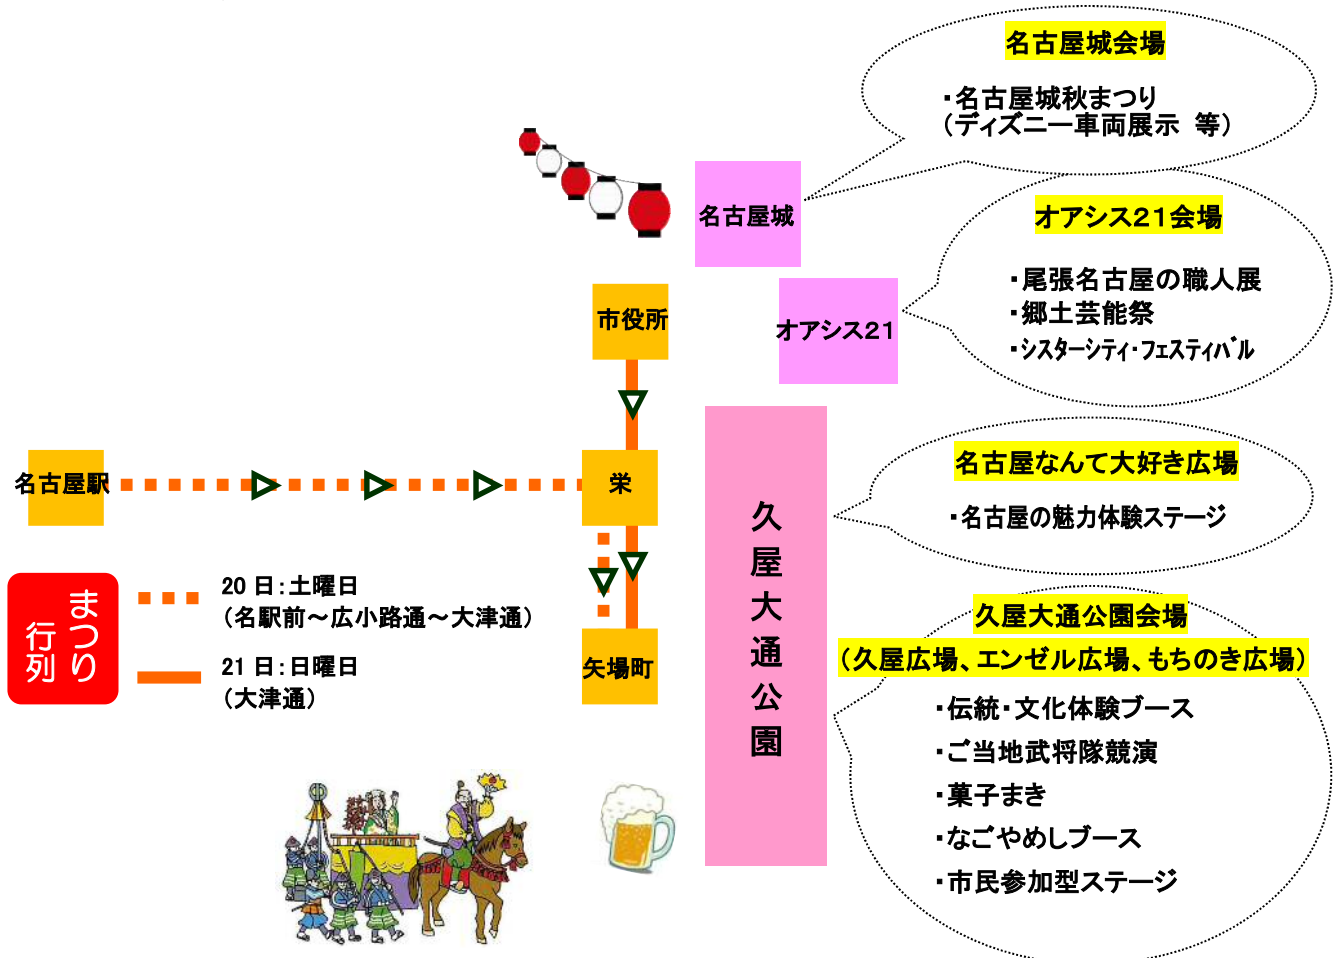 名古屋城会場
・名古屋城秋まつり
（ディズニー車両展示 等）
名古屋城
オアシス21会場
・尾張名古屋の職人展
・郷土芸能祭
・シスターシティ・フェスティバル
市役所
オアシス21
名古屋なんて大好き広場
・名古屋の魅力体験ステージ
名古屋駅
栄
久屋大通公園
まつり
行列
20日：土曜日
（名駅前～広小路通～大津通）
21日：日曜日
（大津通）
矢場町
久屋大通公園会場
（久屋広場、エンゼル広場、もちのき広場）
・伝統・文化体験ブース
・ご当地武将隊競演
・菓子まき
・なごやめしブース
・市民参加型ステージ